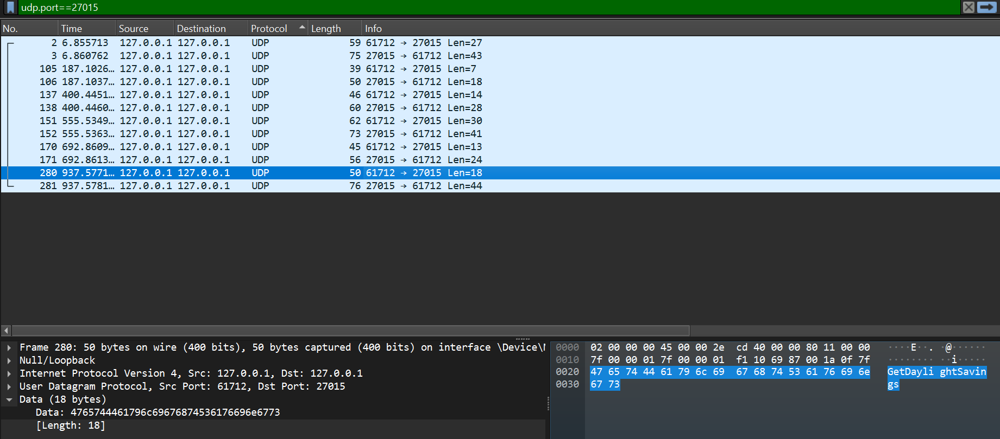 udp.port==27015
No. Time Source Destination Protocol Length Info
2 6.855713 127.0.0.1 127.0.0.1 UDP 59 61712 → 27015 Len=27
3 6.860762 127.0.0.1 127.0.0.1 UDP 75 27015 → 61712 Len=43
105 187.1026… 127.0.0.1 127.0.0.1 UDP 39 61712 → 27015 Len=7
106 187.1037… 127.0.0.1 127.0.0.1 UDP 50 27015 → 61712 Len=18
137 400.4451… 127.0.0.1 127.0.0.1 UDP 46 61712 → 27015 Len=14
138 400.4460… 127.0.0.1 127.0.0.1 UDP 60 27015 → 61712 Len=28
151 555.5349… 127.0.0.1 127.0.0.1 UDP 62 61712 → 27015 Len=30
152 555.5363… 127.0.0.1 127.0.0.1 UDP 73 27015 → 61712 Len=41
170 692.8609… 127.0.0.1 127.0.0.1 UDP 45 61712 → 27015 Len=13
171 692.8613… 127.0.0.1 127.0.0.1 UDP 56 27015 → 61712 Len=24
280 937.5771… 127.0.0.1 127.0.0.1 UDP 50 61712 → 27015 Len=18
281 937.5781… 127.0.0.1 127.0.0.1 UDP 76 27015 → 61712 Len=44
Frame 280: 50 bytes on wire (400 bits), 50 bytes captured (400 bits) on interface \Device\
Null/Loopback
Internet Protocol Version 4, Src: 127.0.0.1, Dst: 127.0.0.1
User Datagram Protocol, Src Port: 61712, Dst Port: 27015
Data (18 bytes)
Data: 4765744461796c69676874536176696e6773
[Length: 18]
0000 02 00 00 00 45 00 00 2e cd 40 00 00 80 11 00 00 ····E··. ·@······
0010 7f 00 00 01 7f 00 00 01 f1 10 69 87 00 1a 0f 7f ········ ··i·····
0020 47 65 74 44 61 79 6c 69 67 68 74 53 61 76 69 6e GetDayli ghtSavin
0030 67 73 gs